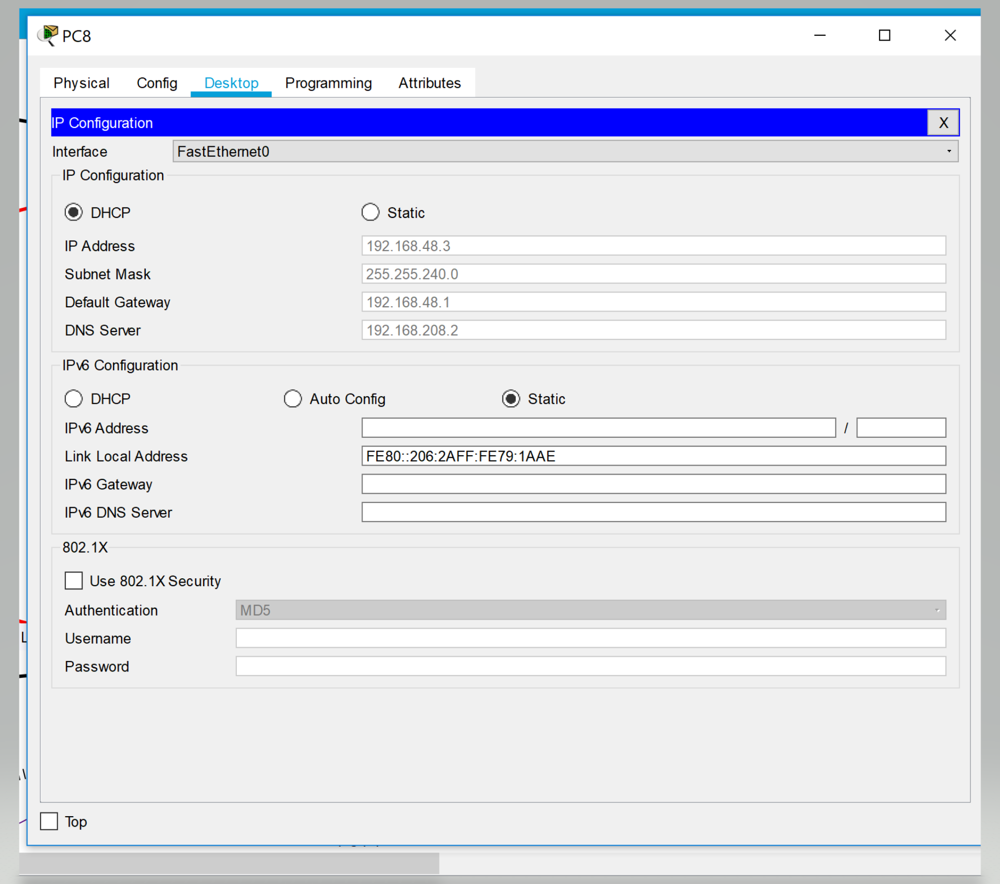 PC8
Physical Config Desktop Programming Attributes
IP Configuration X
Interface FastEthernet0
IP Configuration
DHCP Static
IP Address 192.168.48.3
Subnet Mask 255.255.240.0
Default Gateway 192.168.48.1
DNS Server 192.168.208.2
IPv6 Configuration
DHCP Auto Config Static
IPv6 Address /
Link Local Address FE80::206:2AFF:FE79:1AAE
IPv6 Gateway
IPv6 DNS Server
802.1X
Use 802.1X Security
Authentication MD5
Username
Password
Top